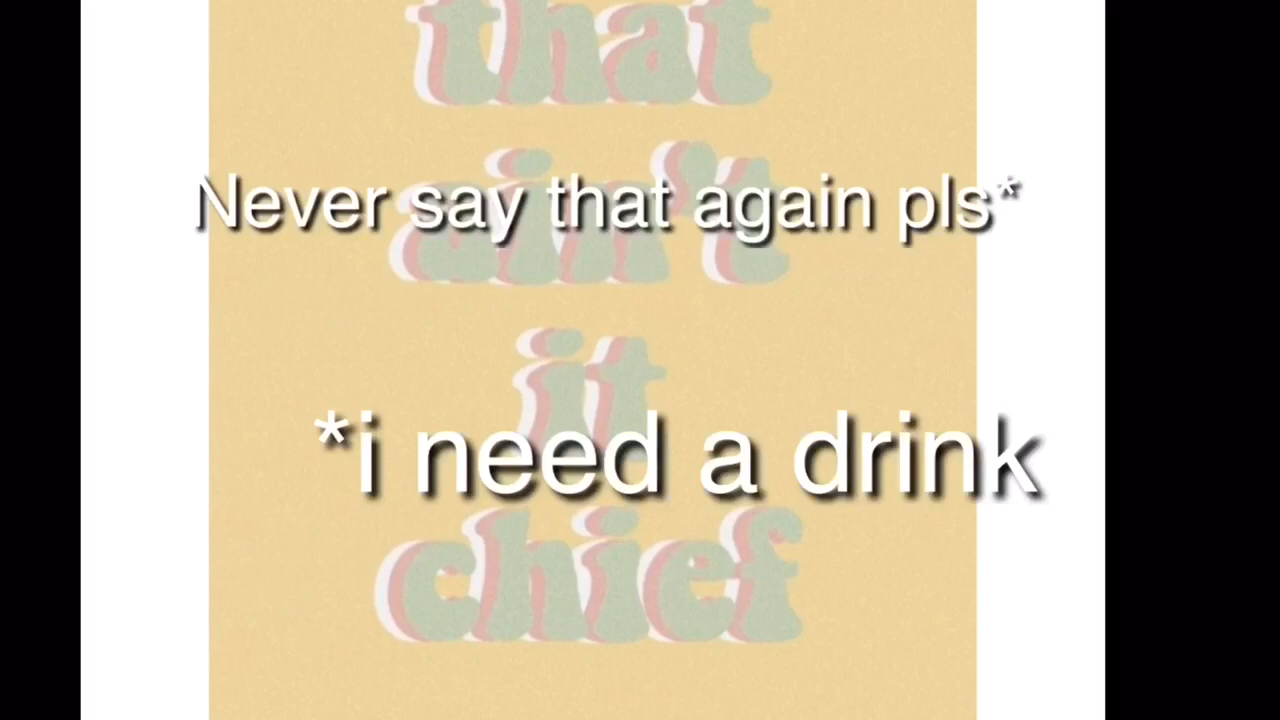 that
Never say that again pls*
ain't
it
*i need a drink
chief